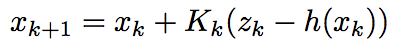 x_{k+1} = x_k + K_k(z_k − h(x_k))